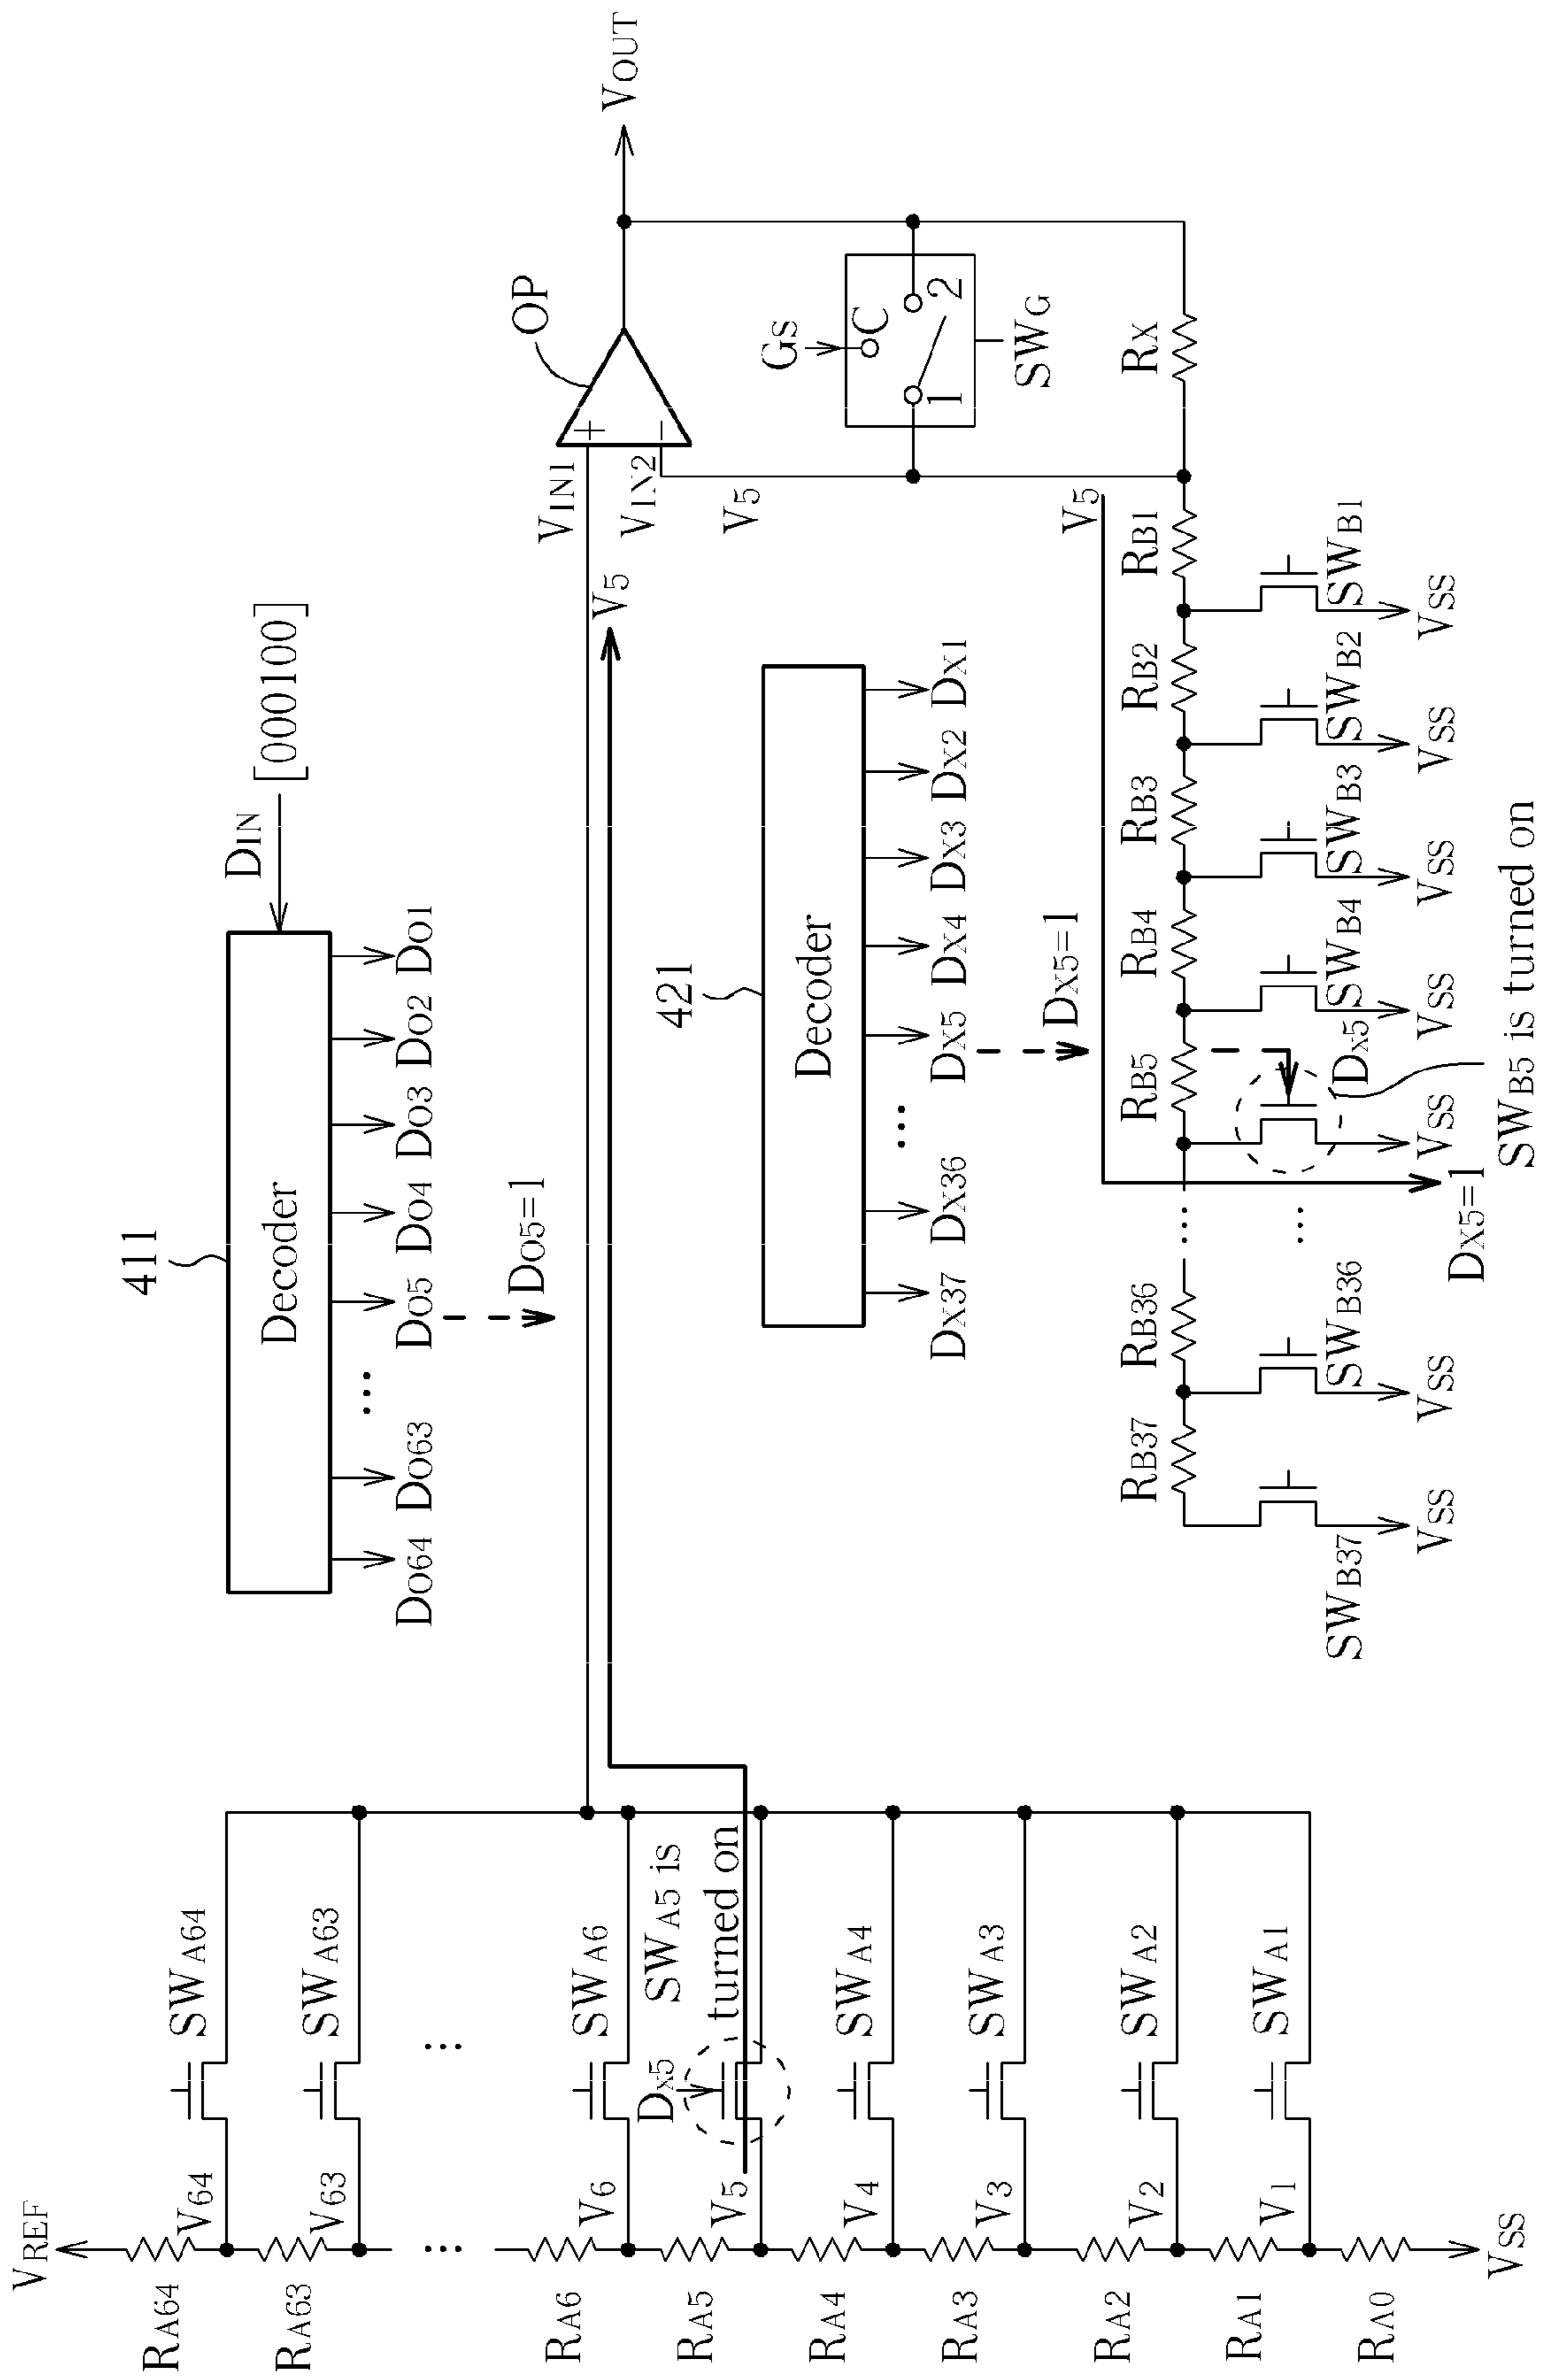 VREF
RA64
V64
SWA64
RA63
V63
SWA63
...
...
RA6
V6
SWA6
RA5
V5
DX5
SWA5 is
turned on
RA4
V4
SWA4
RA3
V3
SWA3
RA2
V2
SWA2
RA1
V1
SWA1
RA0
VSS
411
Decoder
DIN
[000100]
DO64
DO63
...
DO5
DO4
DO3
DO2
DO1
DO5=1
V5
VIN1
VIN2
+
-
OP
VOUT
V5
421
Decoder
DX37
DX36
...
DX5
DX4
DX3
DX2
DX1
DX5=1
GS
C
1
2
SWG
V5
RB37
RB36
...
RB5
RB4
RB3
RB2
RB1
RX
SWB37
SWB36
...
DX5
SWB4
SWB3
SWB2
SWB1
VSS
VSS
VSS
VSS
VSS
VSS
VSS
DX5=1
SWB5 is turned on